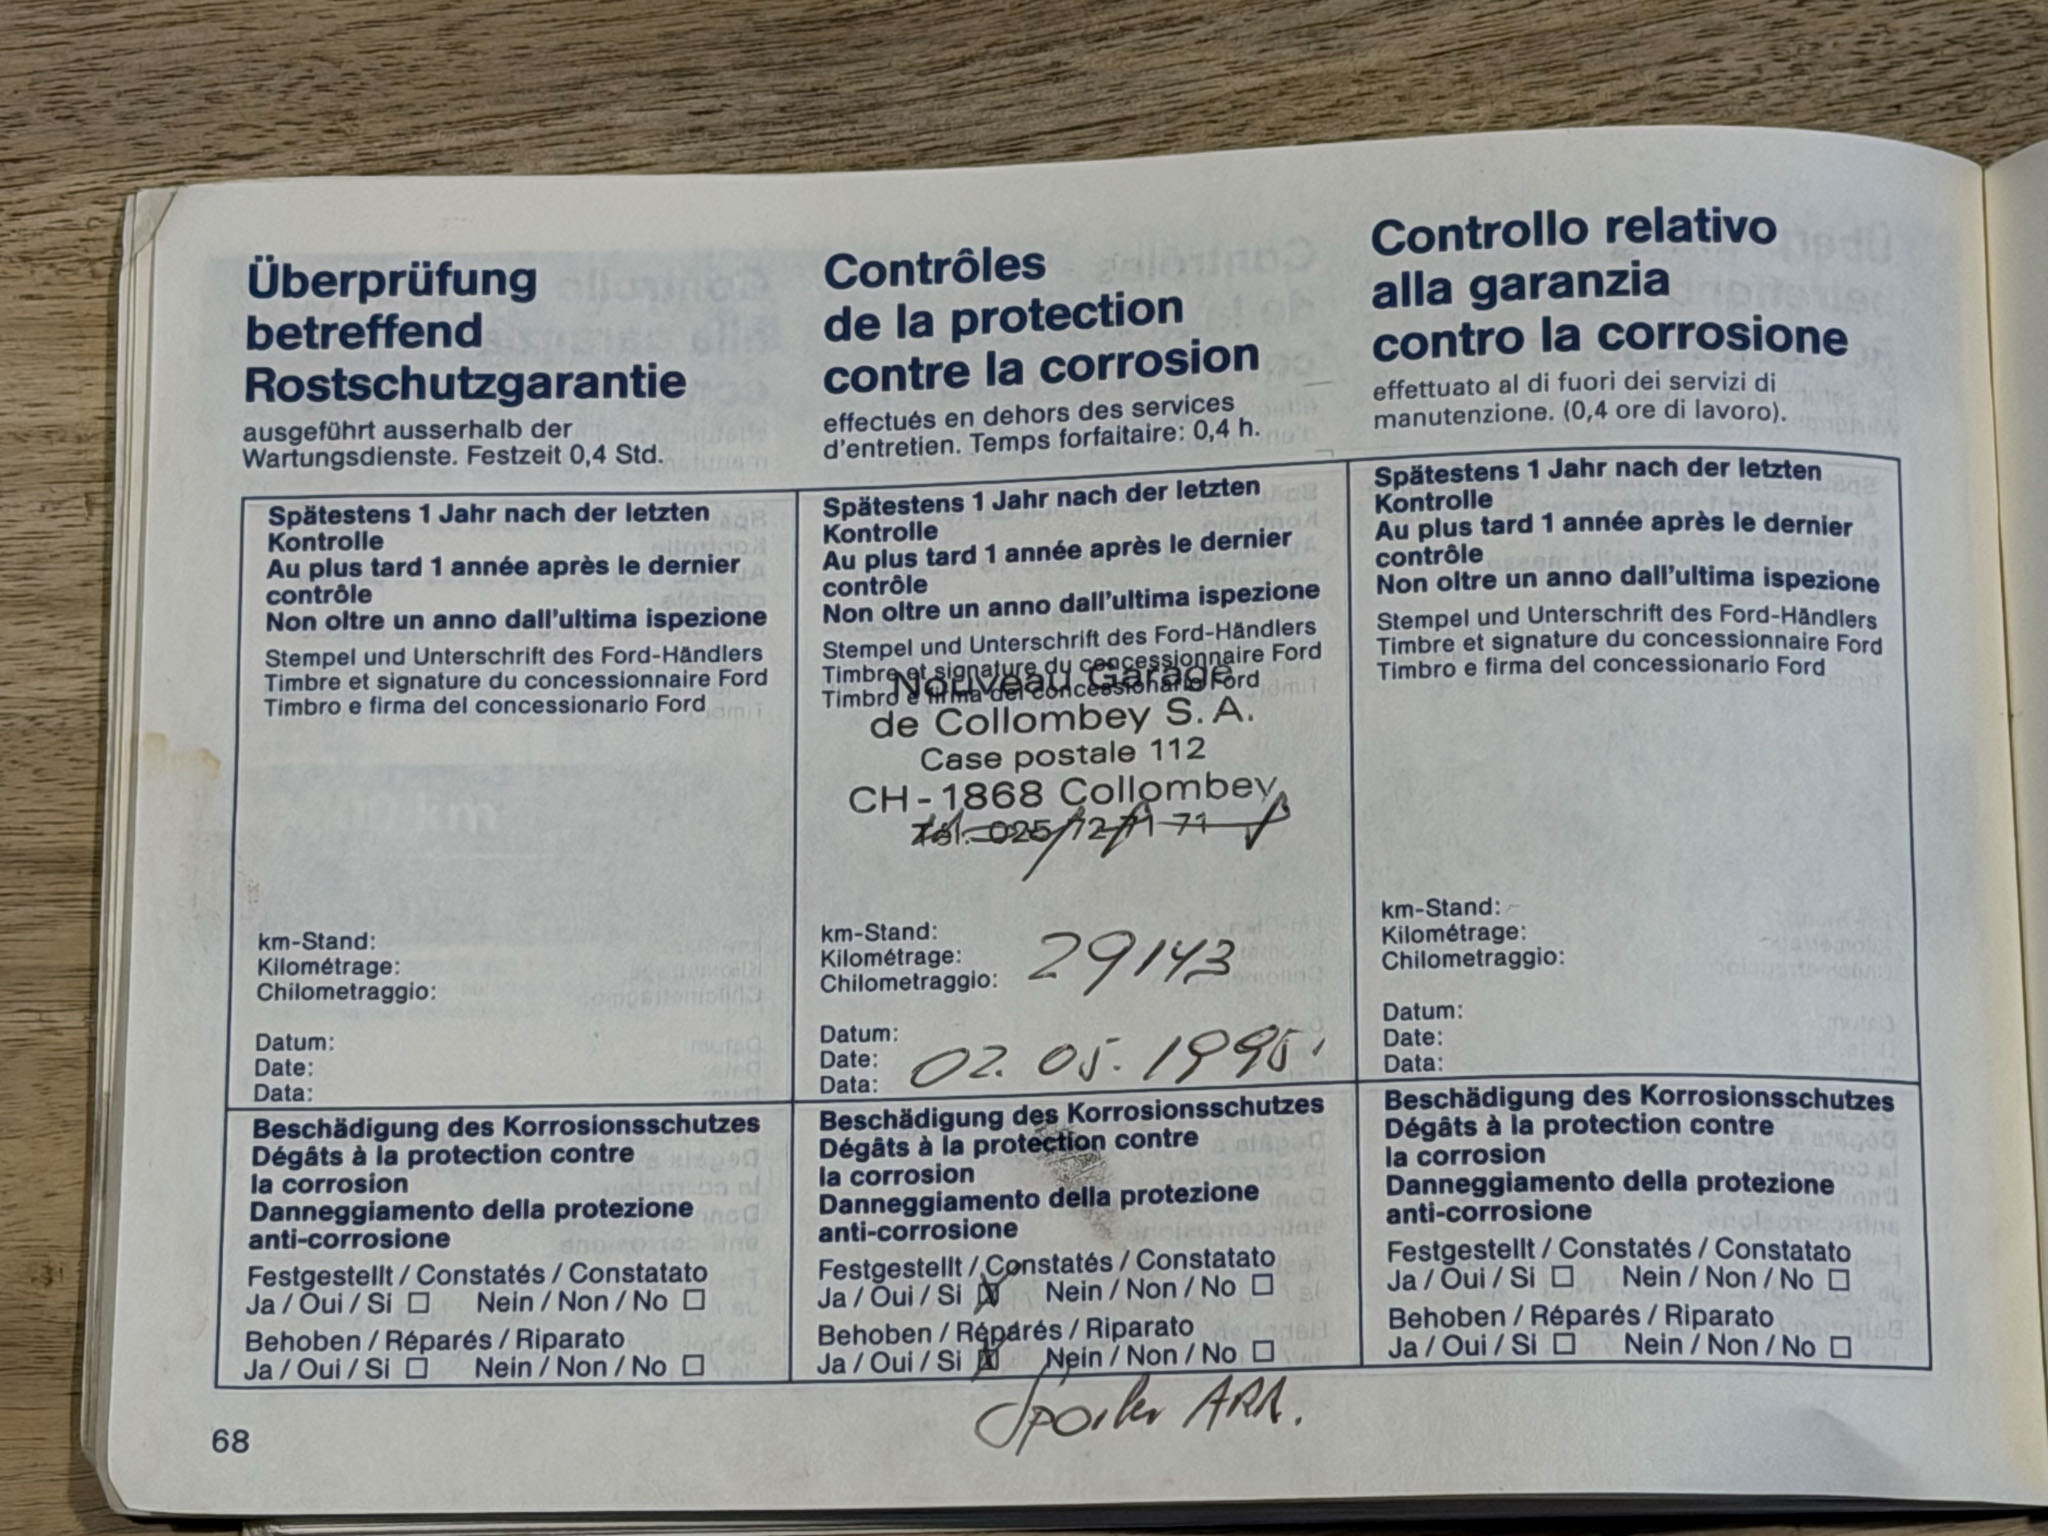 Überprüfung
betreffend
Rostschutzgarantie
ausgeführt ausserhalb der
Wartungsdienste. Festzeit 0,4 Std.
Contrôles
de la protection
contre la corrosion
effectués en dehors des services
d'entretien. Temps forfaitaire: 0,4 h.
Controllo relativo
alla garanzia
contro la corrosione
effettuato al di fuori dei servizi di
manutenzione. (0,4 ore di lavoro).
Spätestens 1 Jahr nach der letzten
Kontrolle
Au plus tard 1 année après le dernier
contrôle
Non oltre un anno dall'ultima ispezione
Stempel und Unterschrift des Ford-Händlers
Timbre et signature du concessionnaire Ford
Timbro e firma del concessionario Ford
km-Stand:
Kilométrage:
Chilometraggio:
Datum:
Date:
Data:
Beschädigung des Korrosionsschutzes
Dégâts à la protection contre
la corrosion
Danneggiamento della protezione
anti-corrosione
Festgestellt / Constatés / Constatato
Ja / Oui / Si Nein / Non / No
Behoben / Réparés / Riparato
Ja / Oui / Si Nein / Non / No
Spätestens 1 Jahr nach der letzten
Kontrolle
Au plus tard 1 année après le dernier
contrôle
Non oltre un anno dall'ultima ispezione
Stempel und Unterschrift des Ford-Händlers
Timbre et signature du concessionnaire Ford
Timbro e firma del concessionario Ford
Nouveau Garage
de Collombey S.A.
Case postale 112
CH-1868 Collombey
Tél. 025/ 71 71
km-Stand:
Kilométrage:
Chilometraggio:
29143
Datum:
Date:
Data:
02.05.1995.
Beschädigung des Korrosionsschutzes
Dégâts à la protection contre
la corrosion
Danneggiamento della protezione
anti-corrosione
Festgestellt / Constatés / Constatato
Ja / Oui / Si Nein / Non / No
Behoben / Réparés / Riparato
Ja / Oui / Si Nein / Non / No
Spoiler ARR.
Spätestens 1 Jahr nach der letzten
Kontrolle
Au plus tard 1 année après le dernier
contrôle
Non oltre un anno dall'ultima ispezione
Stempel und Unterschrift des Ford-Händlers
Timbre et signature du concessionnaire Ford
Timbro e firma del concessionario Ford
km-Stand:
Kilométrage:
Chilometraggio:
Datum:
Date:
Data:
Beschädigung des Korrosionsschutzes
Dégâts à la protection contre
la corrosion
Danneggiamento della protezione
anti-corrosione
Festgestellt / Constatés / Constatato
Ja / Oui / Si Nein / Non / No
Behoben / Réparés / Riparato
Ja / Oui / Si Nein / Non / No
68